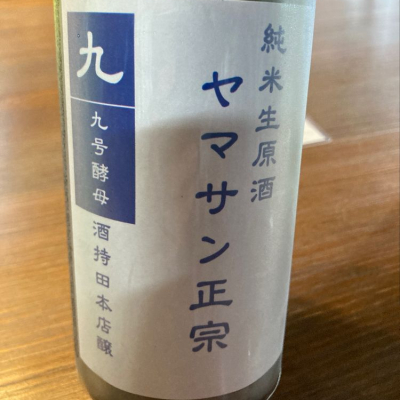 純米生原酒
ヤマサン正宗
九
九号酵母
酒持田本店醸